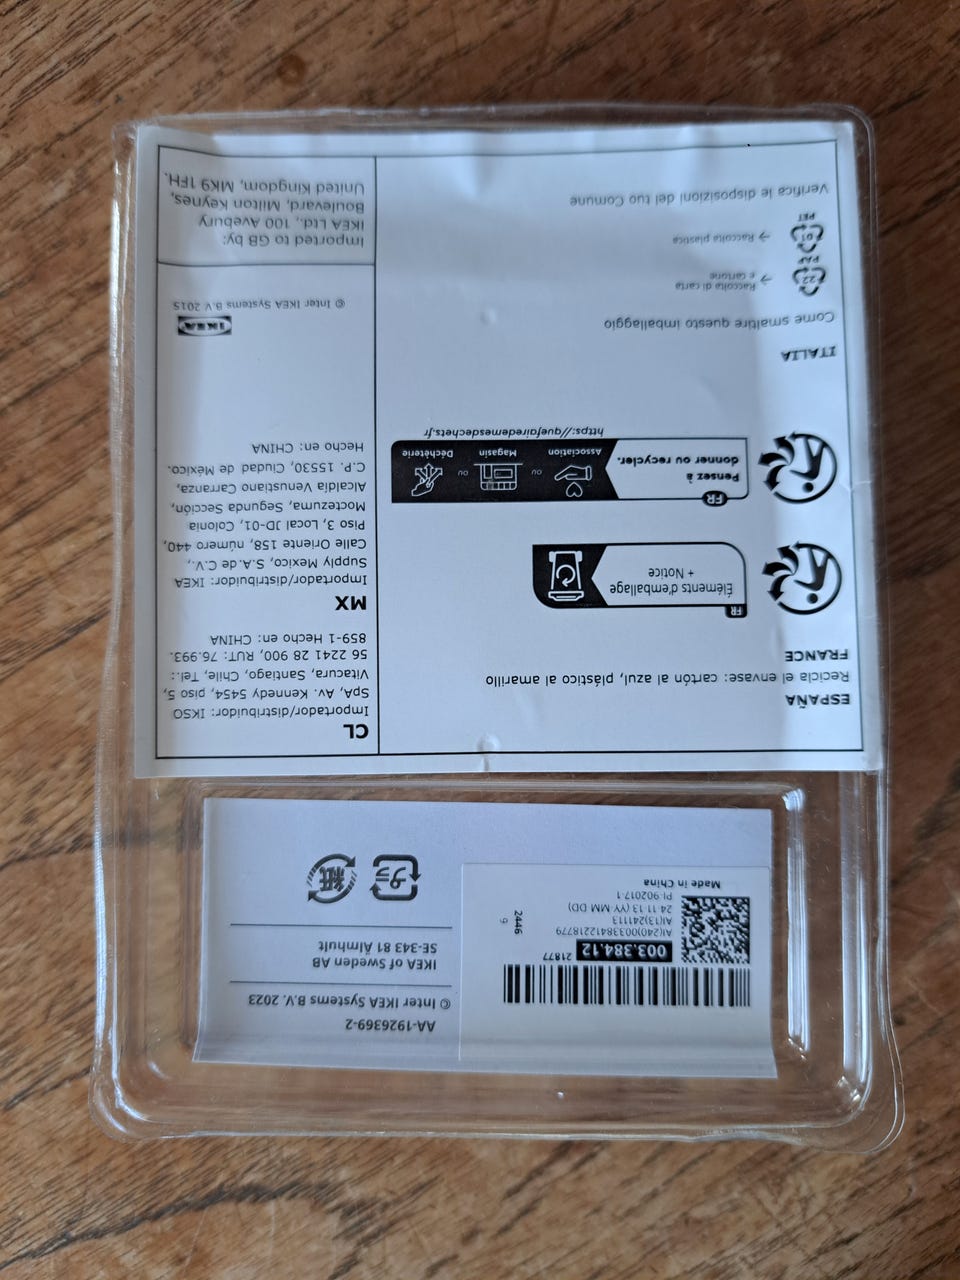 AA-1926369-2
© Inter IKEA Systems B.V. 2023
IKEA of Sweden AB
SE-343 81 Älmhult
プラ
紙
21877
003.384.12
AI(240)00338412218779
AI(13)241113
24-11-13 (YY-MM-DD)
PI-902017-1
Made in China
2446
9
ESPAÑA
Recicla el envase: cartón al azul, plástico al amarillo
FRANCE
FR
Éléments d'emballage
+ Notice
FR
Pensez à
donner ou recycler.
Association
ou
Magasin
ou
Déchèterie
https://quefairedemesdechets.fr
ITALIA
Come smaltire questo imballaggio
22
PAP
→ Raccolta di carta
e cartone
01
PET
→ Raccolta plastica
Verifica le disposizioni del tuo Comune
CL
Importador/distribuidor: IKSO
SpA, Av. Kennedy 5454, piso 5,
Vitacura, Santiago, Chile, Tel.:
56 2241 28 900, RUT: 76.993.
859-1 Hecho en: CHINA
MX
Importador/distribuidor: IKEA
Supply Mexico, S.A. de C.V.,
Calle Oriente 158, número 440,
Piso 3, Local JD-01, Colonia
Moctezuma, Segunda Sección,
Alcaldía Venustiano Carranza,
C.P. 15530, Ciudad de México.
Hecho en: CHINA
IKEA
© Inter IKEA Systems B.V. 2015
Imported to GB by:
IKEA Ltd., 100 Avebury
Boulevard, Milton Keynes,
United Kingdom, MK9 1FH.